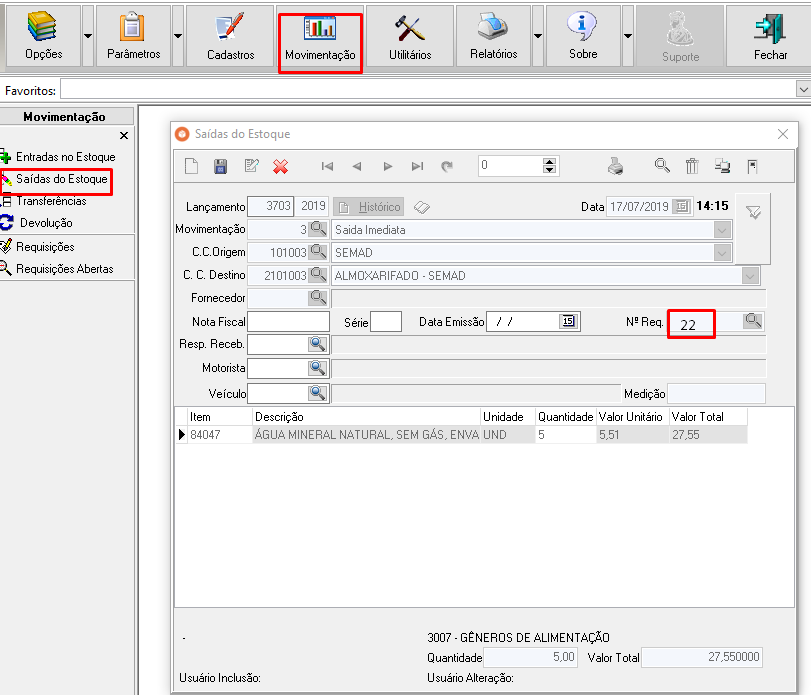 Opções Parâmetros Cadastros Movimentação Utilitários Relatórios Sobre Suporte Fechar
Favoritos:
Movimentação
Entradas no Estoque
Saídas do Estoque
Transferências
Devolução
Requisições
Requisições Abertas
Saídas do Estoque
0
Lançamento 3703 2019 Histórico Data 17/07/2019 15 14:15
Movimentação 3 Saida Imediata
C.C.Origem 101003 SEMAD
C. C. Destino 2101003 ALMOXARIFADO - SEMAD
Fornecedor
Nota Fiscal Série Data Emissão / / 15 Nº Req. 22
Resp. Receb.
Motorista
Veículo Medição
Item Descrição Unidade Quantidade Valor Unitário Valor Total
84047 ÁGUA MINERAL NATURAL, SEM GÁS, ENVA UND 5 5,51 27,55
- 3007 - GÊNEROS DE ALIMENTAÇÃO
Quantidade 5,00 Valor Total 27,550000
Usuário Inclusão: Usuário Alteração: